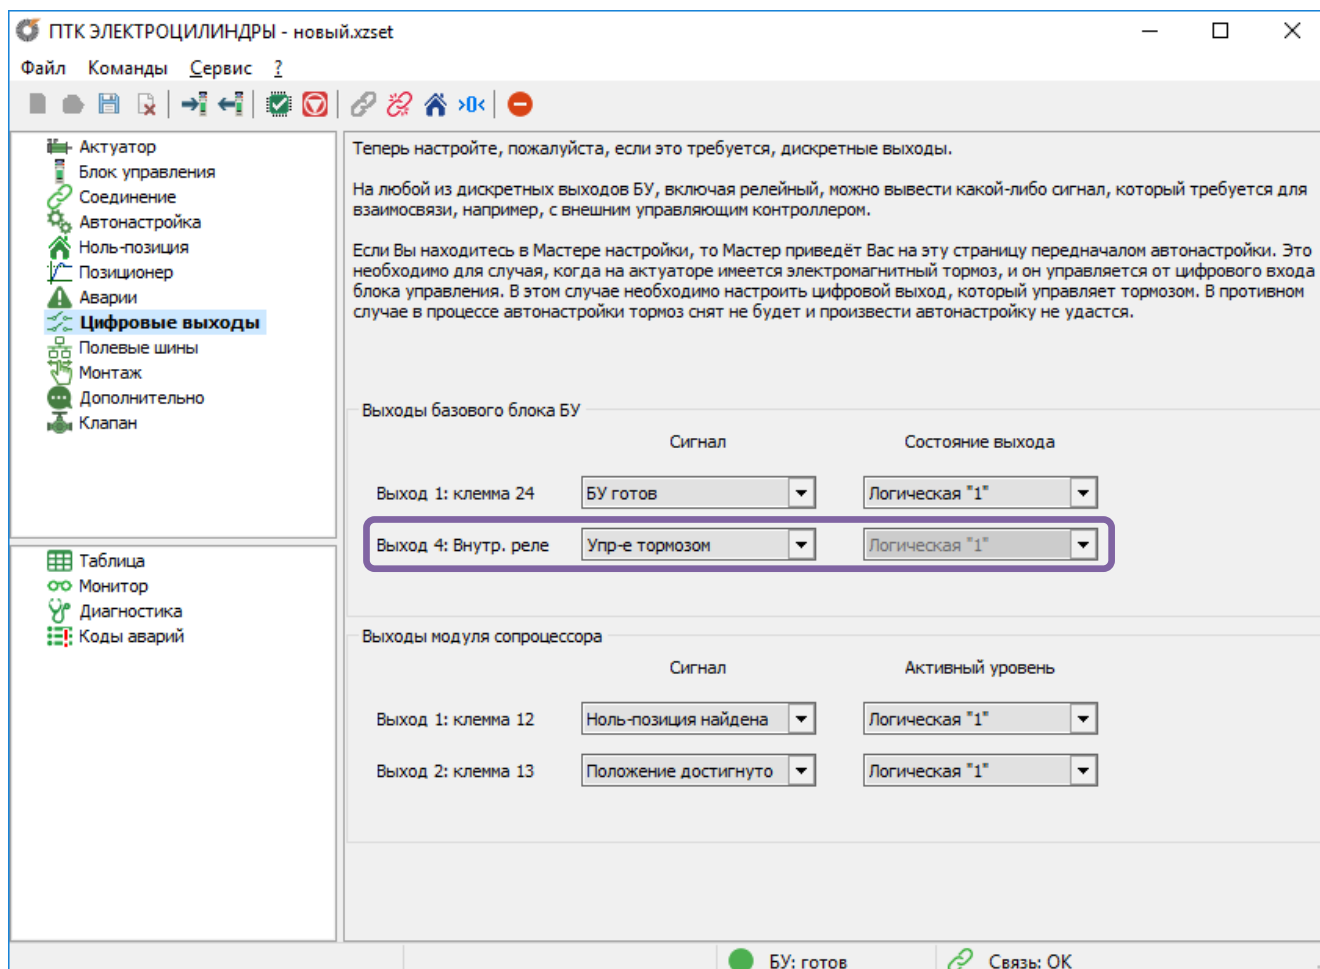 ПТК ЭЛЕКТРОЦИЛИНДРЫ - новый.xzset
Файл Команды Сервис ?
>0<
Актуатор
Блок управления
Соединение
Автонастройка
Ноль-позиция
Позиционер
Аварии
Цифровые выходы
Полевые шины
Монтаж
Дополнительно
Клапан
Таблица
Монитор
Диагностика
Коды аварий
Теперь настройте, пожалуйста, если это требуется, дискретные выходы.
На любой из дискретных выходов БУ, включая релейный, можно вывести какой-либо сигнал, который требуется для
взаимосвязи, например, с внешним управляющим контроллером.
Если Вы находитесь в Мастере настройки, то Мастер приведёт Вас на эту страницу передначалом автонастройки. Это
необходимо для случая, когда на актуаторе имеется электромагнитный тормоз, и он управляется от цифрового входа
блока управления. В этом случае необходимо настроить цифровой выход, который управляет тормозом. В противном
случае в процессе автонастройки тормоз снят не будет и произвести автонастройку не удастся.
Выходы базового блока БУ
Сигнал Состояние выхода
Выход 1: клемма 24 БУ готов Логическая "1"
Выход 4: Внутр. реле Упр-е тормозом Логическая "1"
Выходы модуля сопроцессора
Сигнал Активный уровень
Выход 1: клемма 12 Ноль-позиция найдена Логическая "1"
Выход 2: клемма 13 Положение достигнуто Логическая "1"
БУ: готов Связь: ОК